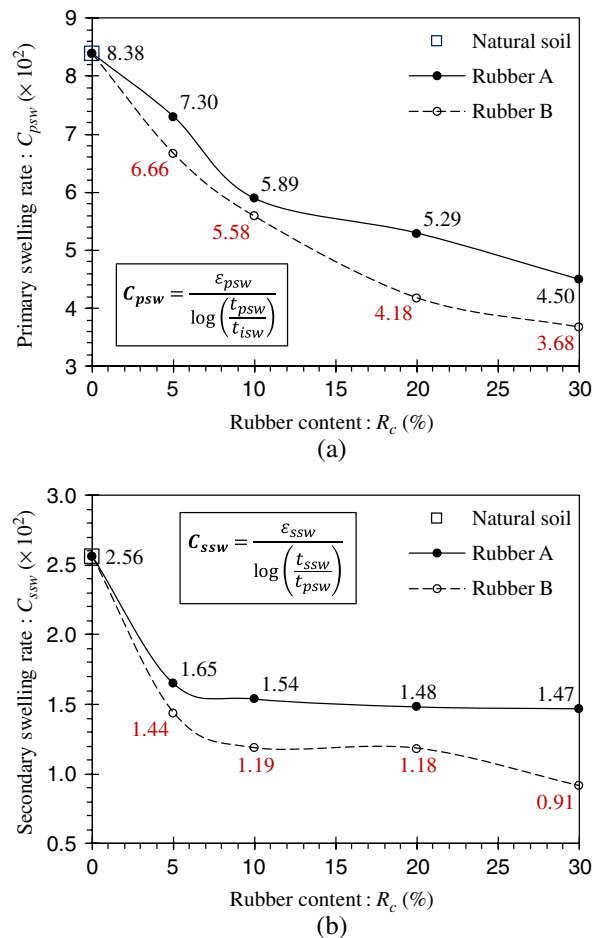 9
8
7
6
5
4
3
Primary swelling rate : C_psw (× 10²)
8.38
7.30
6.66
5.89
5.58
5.29
4.18
4.50
3.68
Natural soil
Rubber A
Rubber B
C_psw = ε_psw / log(t_psw / t_isw)
0 5 10 15 20 25 30
Rubber content : R_c (%)
(a)
3.0
2.5
2.0
1.5
1.0
0.5
Secondary swelling rate : C_ssw (× 10²)
2.56
1.65
1.44
1.54
1.19
1.48
1.18
1.47
0.91
C_ssw = ε_ssw / log(t_ssw / t_psw)
Natural soil
Rubber A
Rubber B
0 5 10 15 20 25 30
Rubber content : R_c (%)
(b)